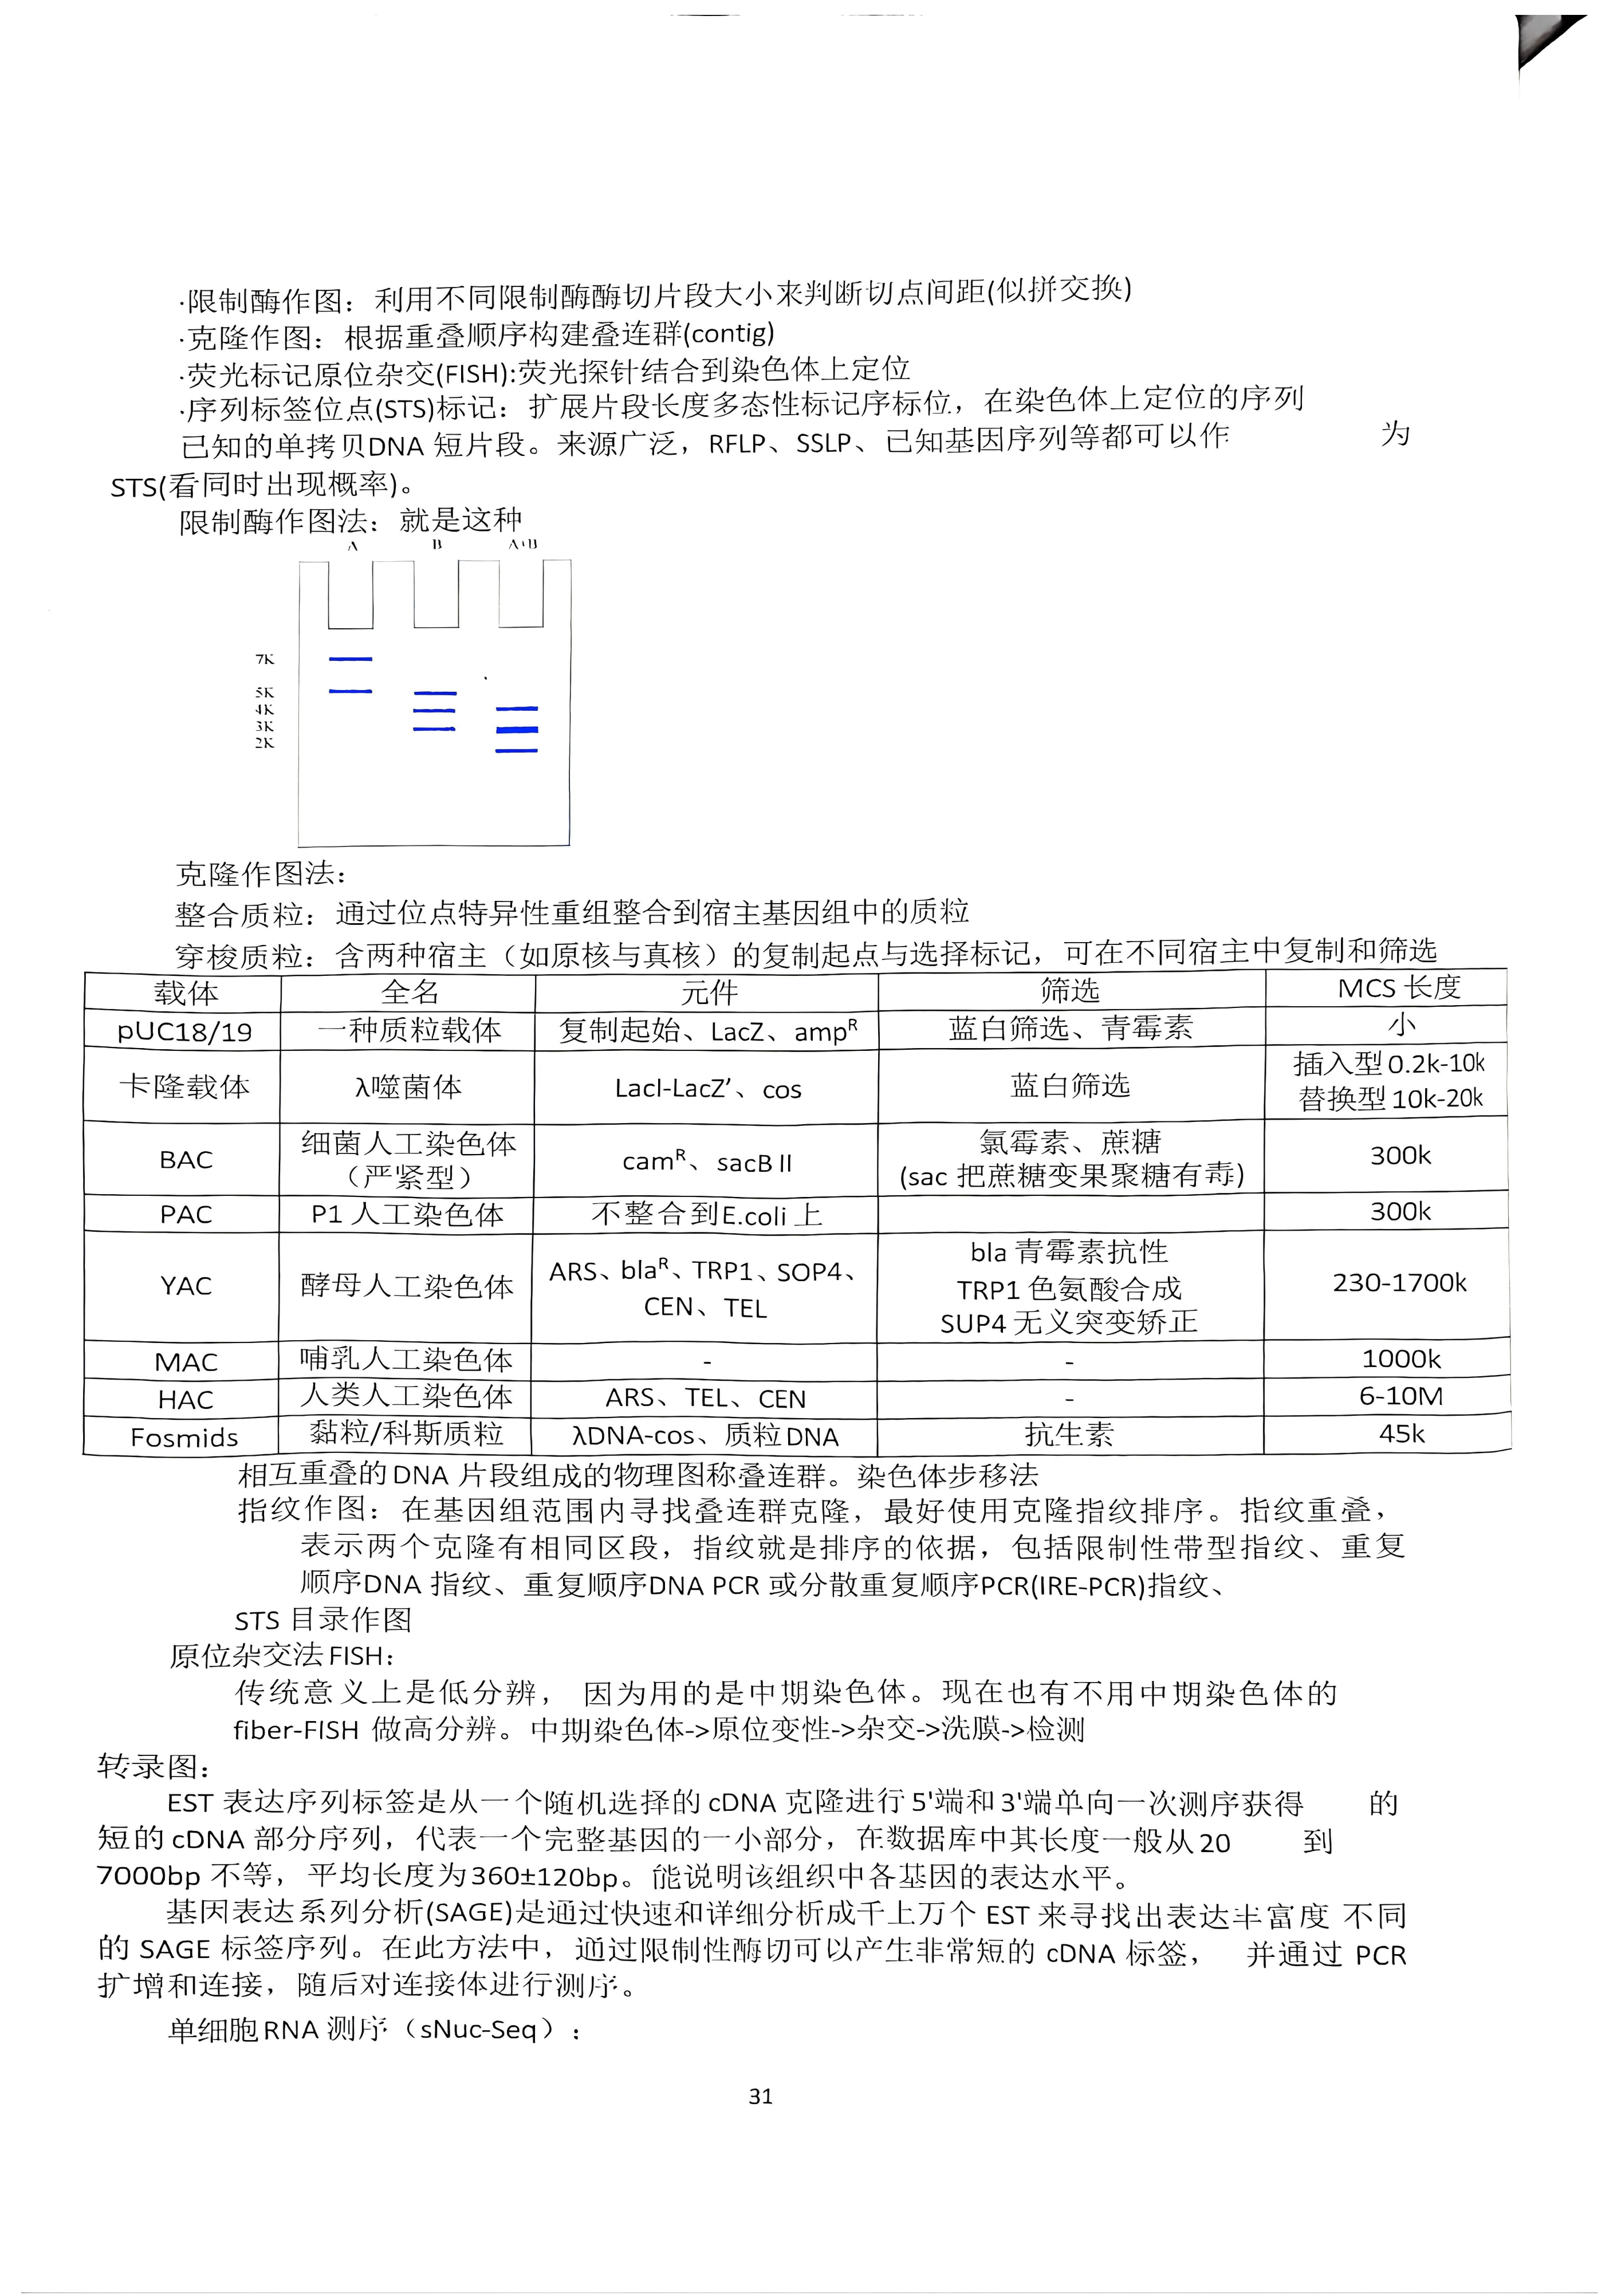 ·限制酶作图：利用不同限制酶酶切片段大小来判断切点间距(似拼交换)
·克隆作图：根据重叠顺序构建叠连群(contig)
·荧光标记原位杂交(FISH):荧光探针结合到染色体上定位
·序列标签位点(STS)标记：扩展片段长度多态性标记序标位，在染色体上定位的序列
已知的单拷贝DNA 短片段。来源广泛，RFLP、SSLP、已知基因序列等都可以作 为
STS(看同时出现概率)。
限制酶作图法：就是这种
A B A+B
7K
5K
4K
3K
2K
克隆作图法：
整合质粒：通过位点特异性重组整合到宿主基因组中的质粒
穿梭质粒：含两种宿主（如原核与真核）的复制起点与选择标记，可在不同宿主中复制和筛选
载体 全名 元件 筛选 MCS 长度
pUC18/19 一种质粒载体 复制起始、LacZ、ampᴿ 蓝白筛选、青霉素 小
卡隆载体 λ噬菌体 LacI-LacZ’、cos 蓝白筛选 插入型 0.2k-10k
替换型 10k-20k
BAC 细菌人工染色体 camᴿ、sacB II 氯霉素、蔗糖 300k
（严紧型） (sac 把蔗糖变果聚糖有毒)
PAC P1 人工染色体 不整合到E.coli 上 300k
YAC 酵母人工染色体 ARS、blaᴿ、TRP1、SOP4、 bla 青霉素抗性 230-1700k
CEN、TEL TRP1 色氨酸合成
SUP4 无义突变矫正
MAC 哺乳人工染色体 - - 1000k
HAC 人类人工染色体 ARS、TEL、CEN - 6-10M
Fosmids 黏粒/科斯质粒 λDNA-cos、质粒DNA 抗生素 45k
相互重叠的DNA 片段组成的物理图称叠连群。染色体步移法
指纹作图：在基因组范围内寻找叠连群克隆，最好使用克隆指纹排序。指纹重叠，
表示两个克隆有相同区段，指纹就是排序的依据，包括限制性带型指纹、重复
顺序DNA 指纹、重复顺序DNA PCR 或分散重复顺序PCR(IRE-PCR)指纹、
STS 目录作图
原位杂交法FISH：
传统意义上是低分辨， 因为用的是中期染色体。现在也有不用中期染色体的
fiber-FISH 做高分辨。中期染色体->原位变性->杂交->洗膜->检测
转录图：
EST 表达序列标签是从一个随机选择的 cDNA 克隆进行 5'端和 3'端单向一次测序获得 的
短的 cDNA 部分序列，代表一个完整基因的一小部分，在数据库中其长度一般从20 到
7000bp 不等，平均长度为360±120bp。能说明该组织中各基因的表达水平。
基因表达系列分析(SAGE)是通过快速和详细分析成千上万个 EST 来寻找出表达丰富度 不同
的 SAGE 标签序列。在此方法中，通过限制性酶切可以产生非常短的 cDNA 标签， 并通过 PCR
扩增和连接，随后对连接体进行测序。
单细胞RNA 测序（sNuc-Seq）：
31